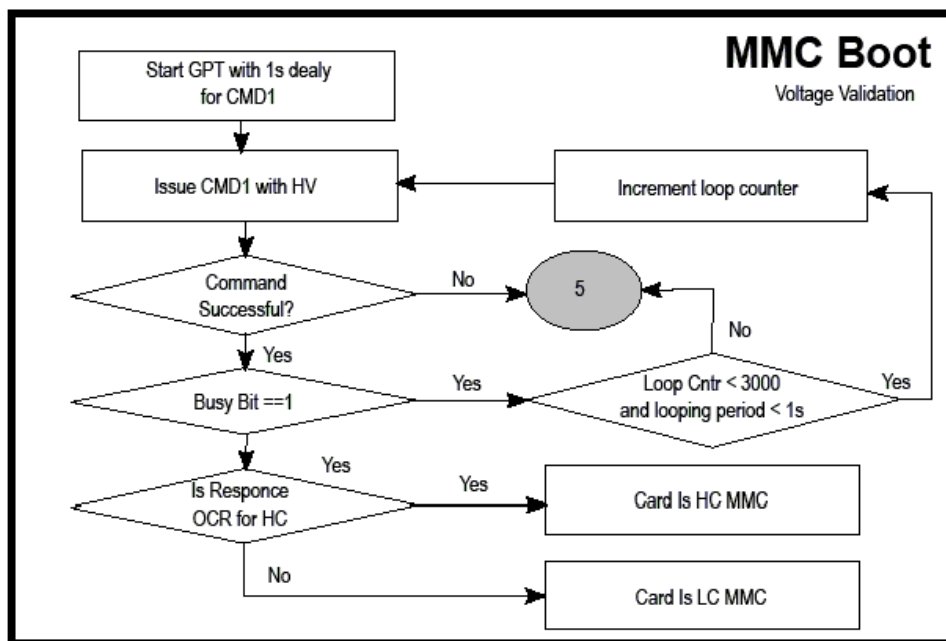 MMC Boot
Voltage Validation
Start GPT with 1s dealy
for CMD1
Issue CMD1 with HV
Increment loop counter
Command
Successful?
No
5
Yes
No
Busy Bit ==1
Yes
Loop Cntr < 3000
and looping period < 1s
Yes
Yes
Is Responce
OCR for HC
Yes
Card Is HC MMC
No
Card Is LC MMC